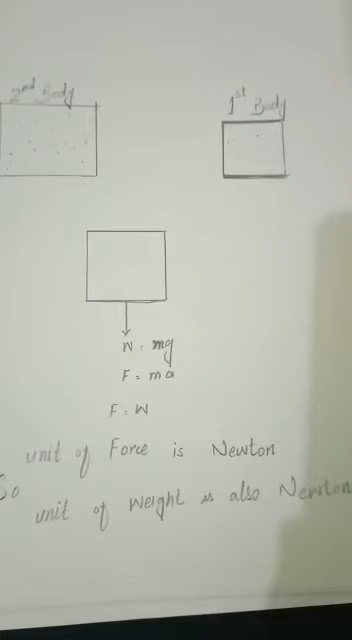 2nd Body
1st Body
W = mg
F = ma
F = W
unit of Force is Newton
So
unit of Weight is also Newton